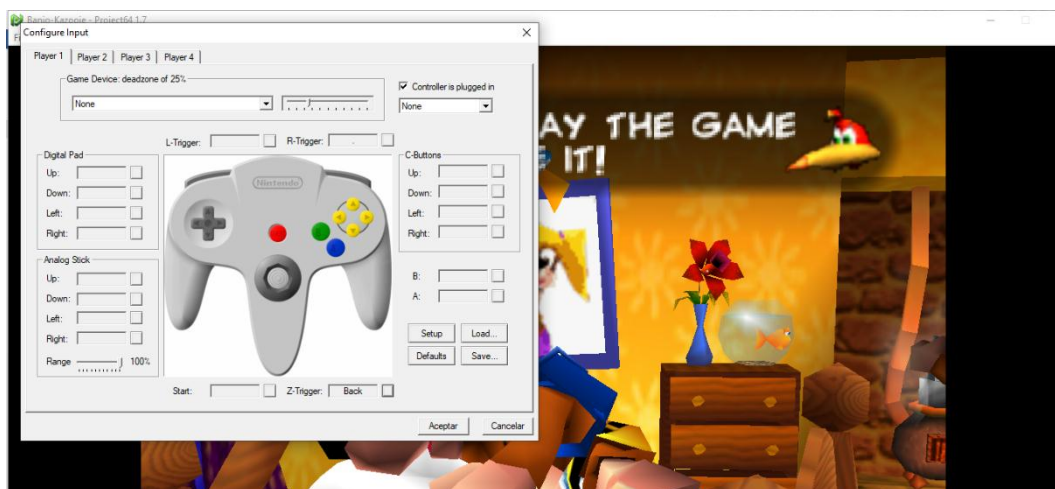 Banjo-Kazooie - Project64 1.7
Configure Input
Player 1 Player 2 Player 3 Player 4
Game Device: deadzone of 25%
None
Controller is plugged in
None
L-Trigger:
R-Trigger: .
Digital Pad
Up:
Down:
Left:
Right:
Analog Stick
Up:
Down:
Left:
Right:
Range 100%
Nintendo
C-Buttons
Up:
Down:
Left:
Right:
B:
A:
Setup Load...
Defaults Save...
Start:
Z-Trigger: Back
Aceptar Cancelar
AY THE GAME
IT!